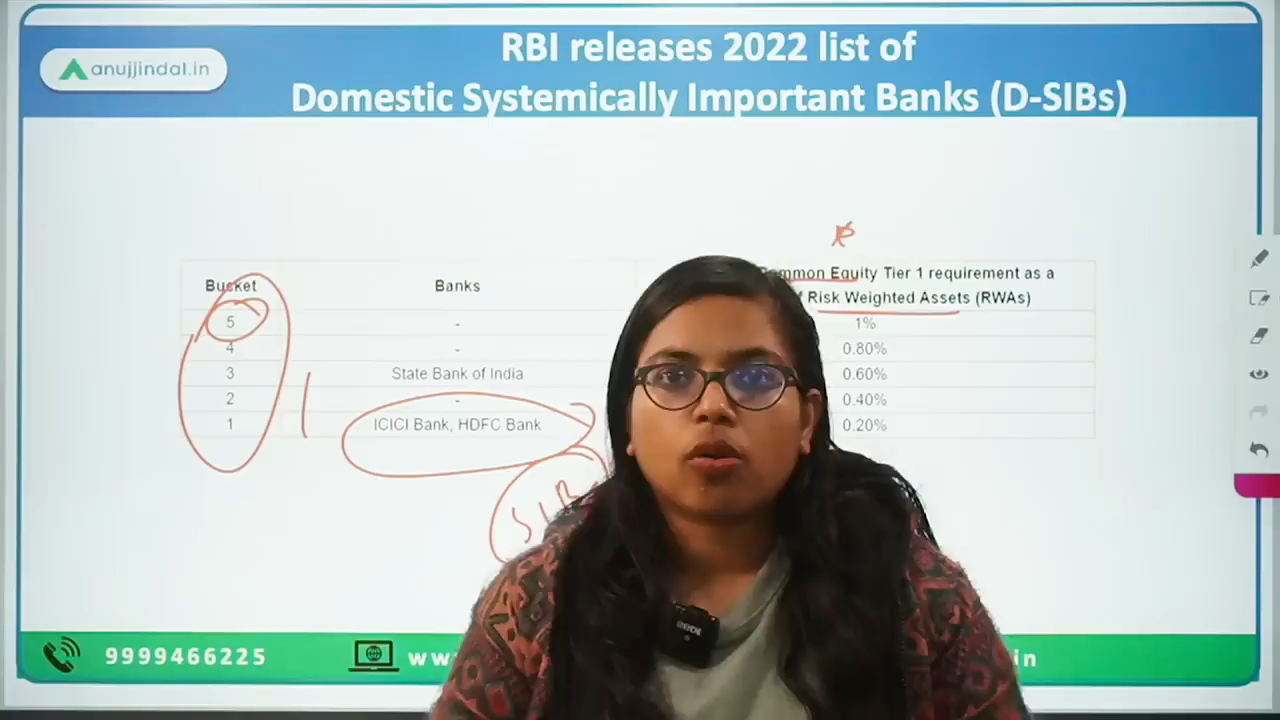 RBI releases 2022 list of
anujjindal.in
Domestic Systemically Important Banks (D-SIBs)
Bucket Banks Common Equity Tier 1 requirement as a
Risk Weighted Assets (RWAs)
5 - 1%
4 - 0.80%
3 State Bank of India 0.60%
2 - 0.40%
1 ICICI Bank, HDFC Bank 0.20%
RODE
9999466225
in